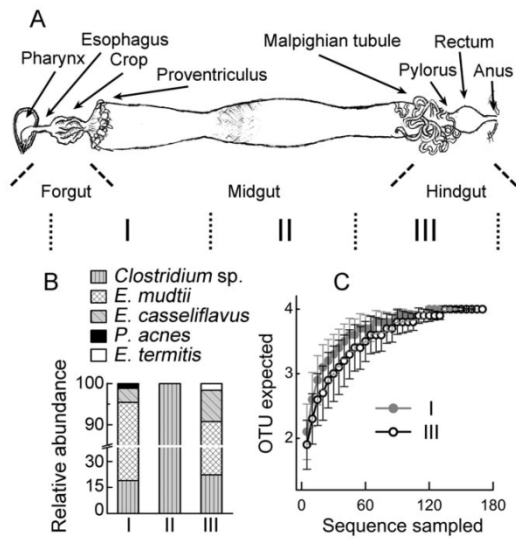 A
Esophagus
Pharynx
Crop
Proventriculus
Malpighian tubule
Rectum
Pylorus
Anus
Forgut
Midgut
Hindgut
I
II
III
B
Clostridium sp.
E. mudtii
E. casseliflavus
P. acnes
E. termitis
Relative abundance
100
90
15
0
I
II
III
C
OTU expected
4
3
2
I
III
0
60
120
180
Sequence sampled